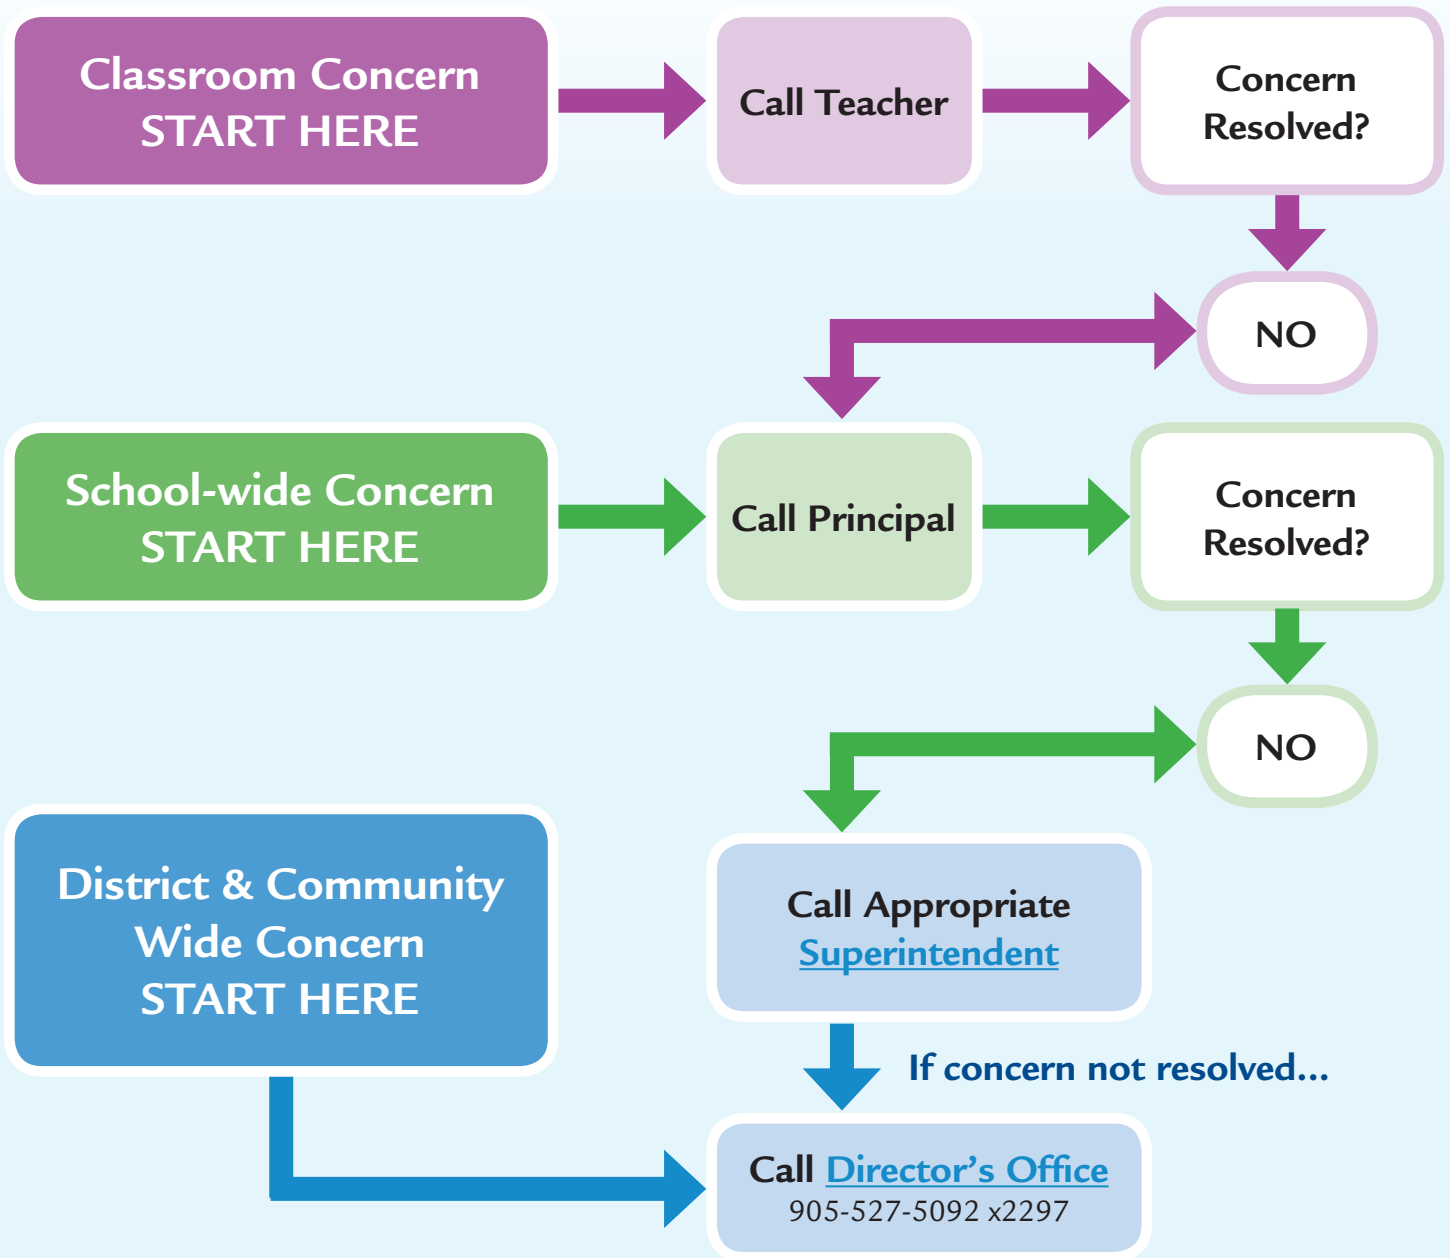 Classroom Concern
START HERE
Call Teacher
Concern
Resolved?
NO
School-wide Concern
START HERE
Call Principal
Concern
Resolved?
NO
District & Community
Wide Concern
START HERE
Call Appropriate
Superintendent
If concern not resolved...
Call Director's Office
905-527-5092 x2297